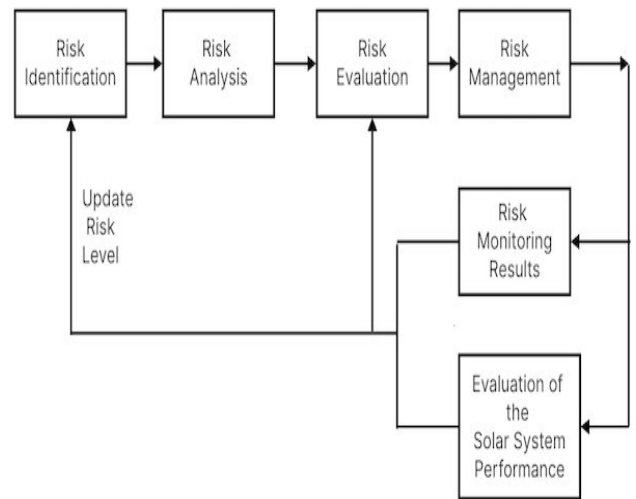 Risk
Identification
Risk
Analysis
Risk
Evaluation
Risk
Management
Update
Risk
Level
Risk
Monitoring
Results
Evaluation of
the
Solar System
Performance